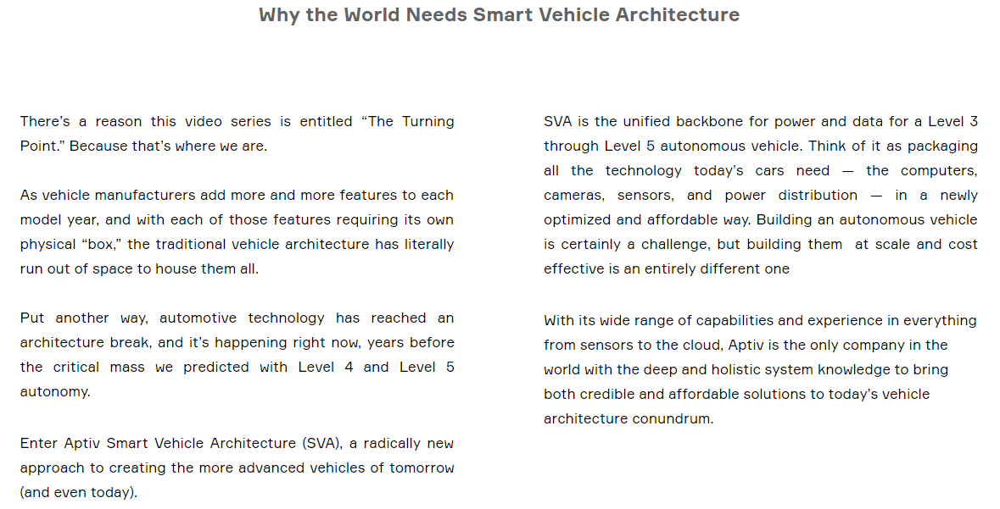 Why the World Needs Smart Vehicle Architecture
There’s a reason this video series is entitled “The Turning
Point.” Because that’s where we are.
As vehicle manufacturers add more and more features to each
model year, and with each of those features requiring its own
physical “box,” the traditional vehicle architecture has literally
run out of space to house them all.
Put another way, automotive technology has reached an
architecture break, and it’s happening right now, years before
the critical mass we predicted with Level 4 and Level 5
autonomy.
Enter Aptiv Smart Vehicle Architecture (SVA), a radically new
approach to creating the more advanced vehicles of tomorrow
(and even today).
SVA is the unified backbone for power and data for a Level 3
through Level 5 autonomous vehicle. Think of it as packaging
all the technology today’s cars need — the computers,
cameras, sensors, and power distribution — in a newly
optimized and affordable way. Building an autonomous vehicle
is certainly a challenge, but building them at scale and cost
effective is an entirely different one
With its wide range of capabilities and experience in everything
from sensors to the cloud, Aptiv is the only company in the
world with the deep and holistic system knowledge to bring
both credible and affordable solutions to today’s vehicle
architecture conundrum.